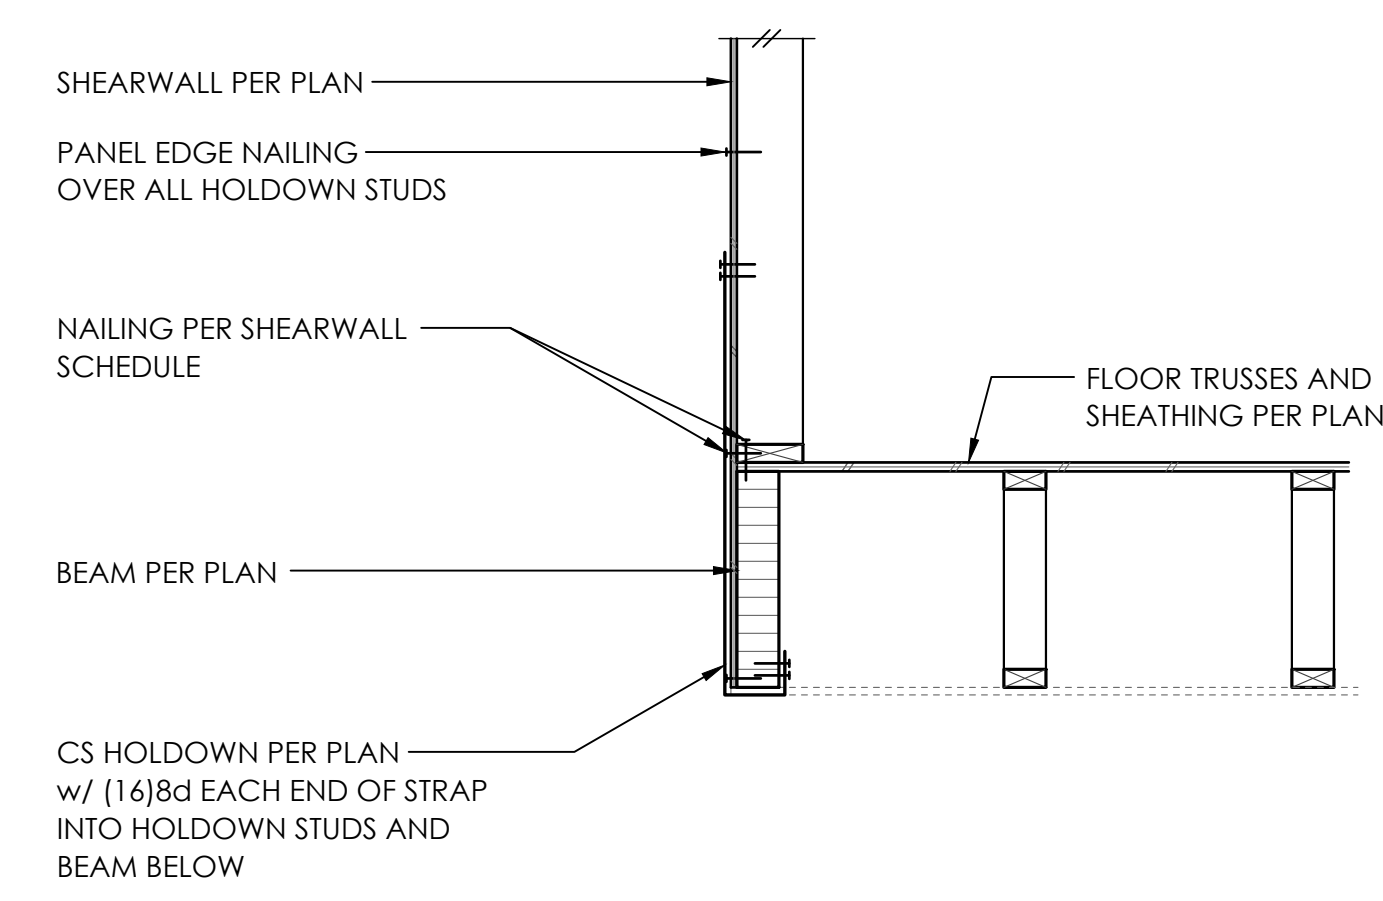 SHEARWALL PER PLAN
PANEL EDGE NAILING
OVER ALL HOLDOWN STUDS
NAILING PER SHEARWALL
SCHEDULE
FLOOR TRUSSES AND
SHEATHING PER PLAN
BEAM PER PLAN
CS HOLDOWN PER PLAN
w/ (16)8d EACH END OF STRAP
INTO HOLDOWN STUDS AND
BEAM BELOW